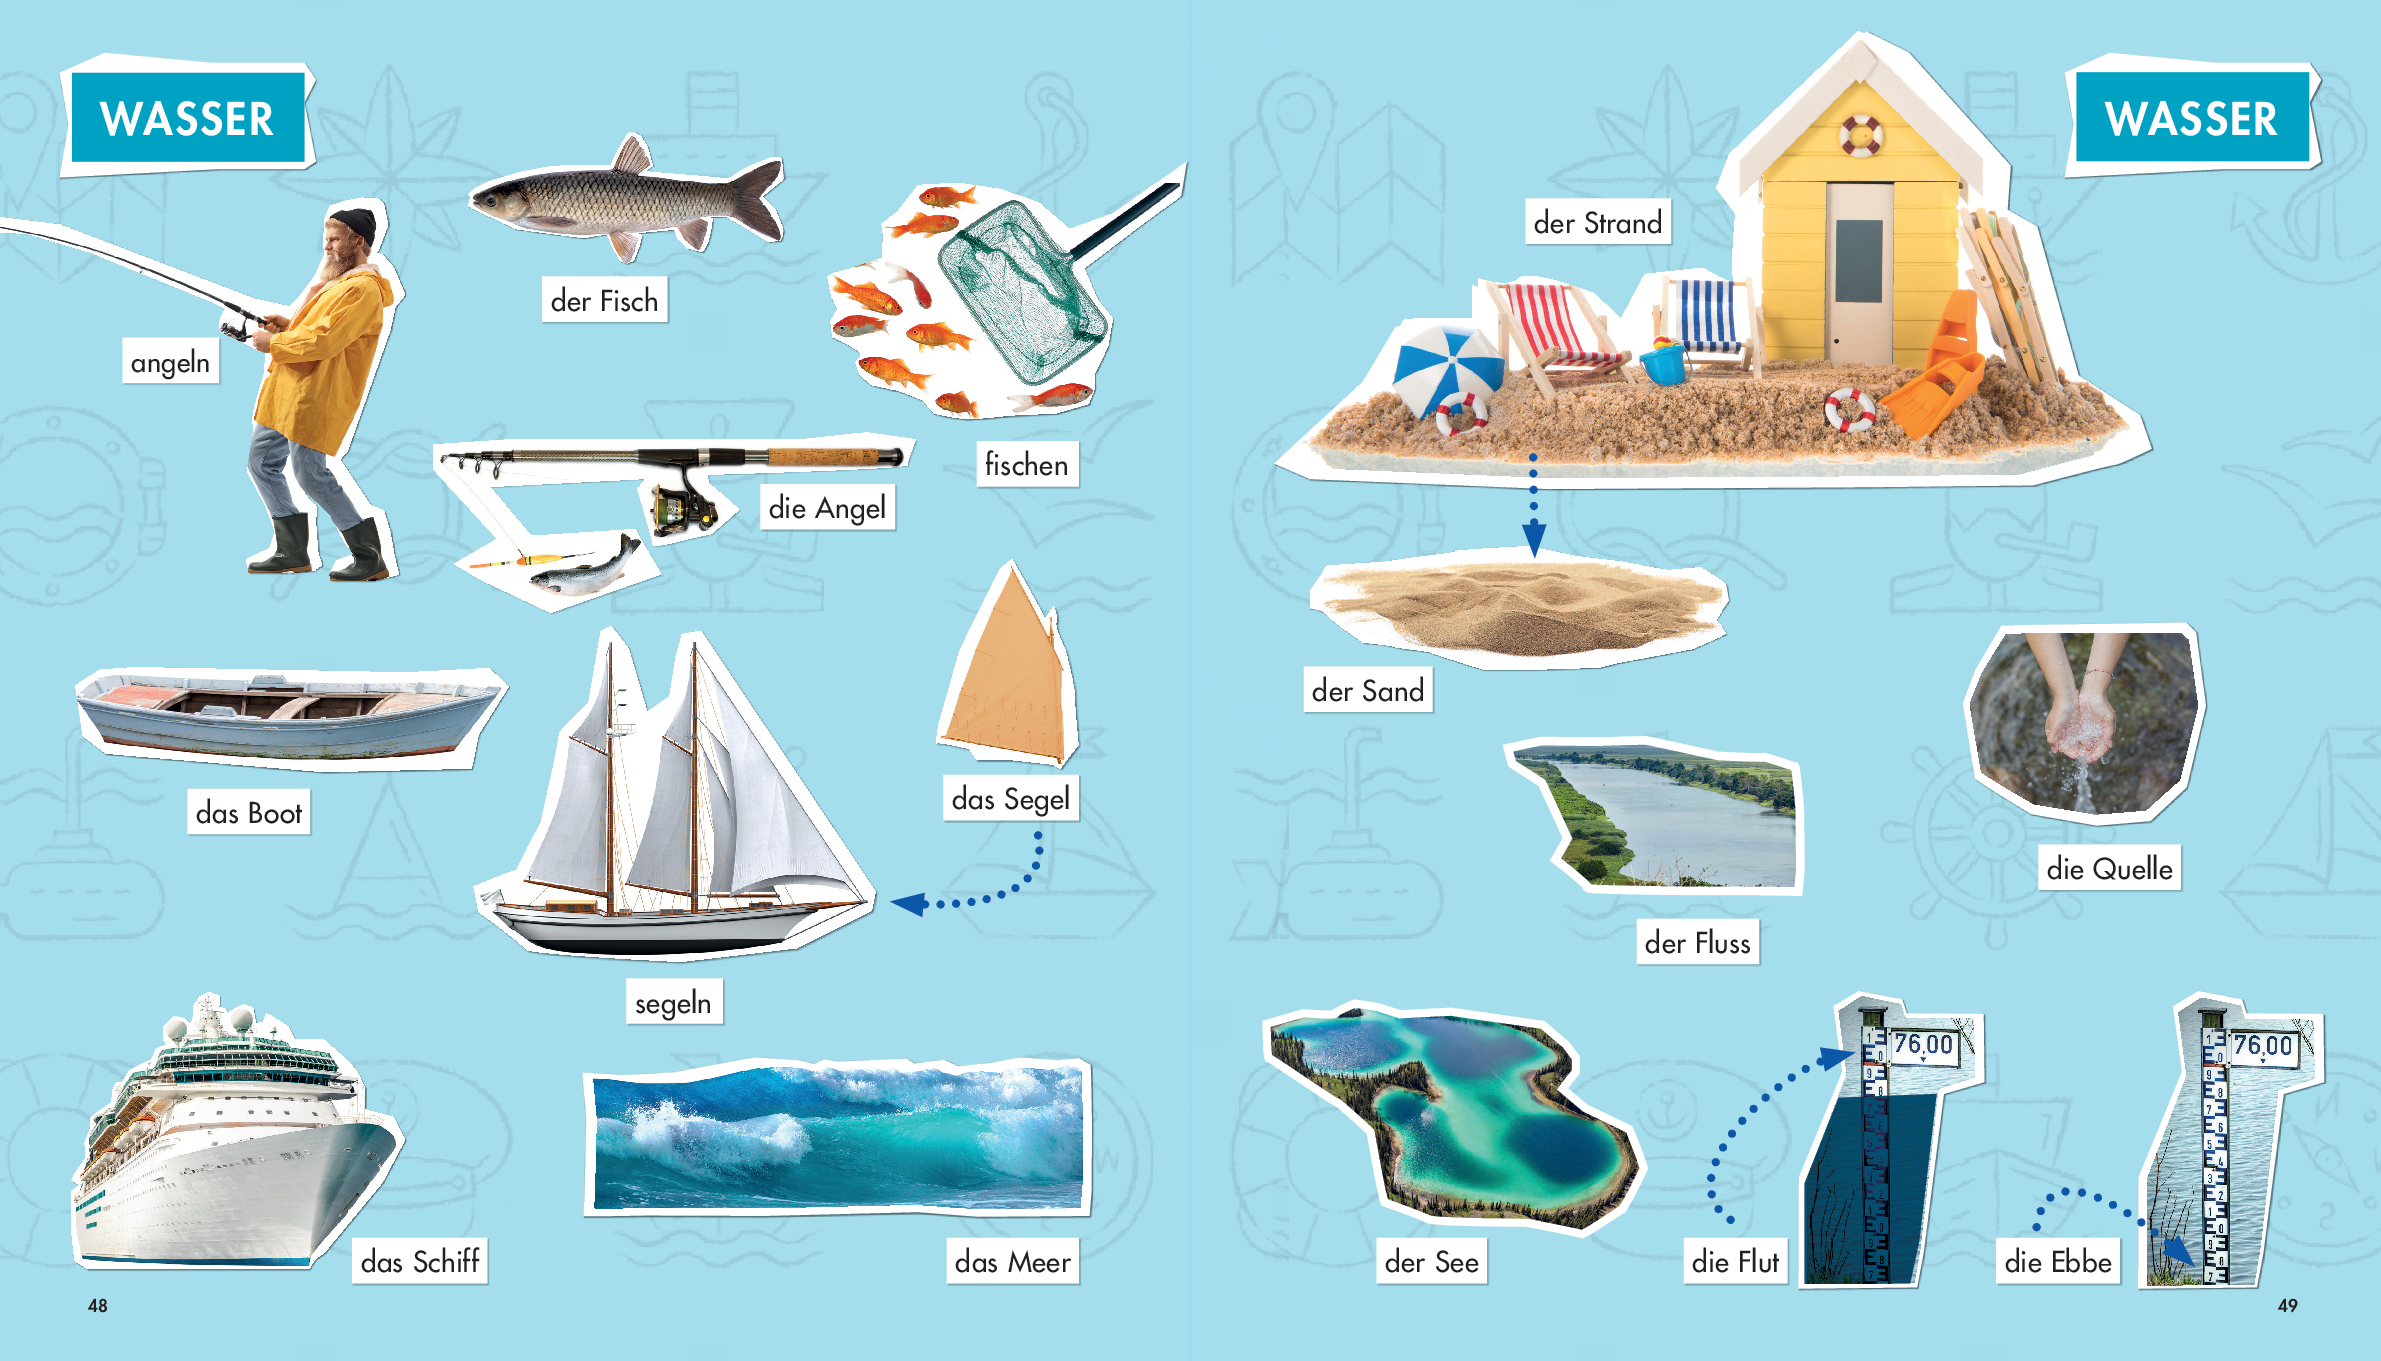 WASSER
der Fisch
angeln
fischen
die Angel
das Boot
das Segel
segeln
das Schiff
das Meer
48
WASSER
der Strand
der Sand
die Quelle
der Fluss
76,00
76,00
der See
die Flut
die Ebbe
49